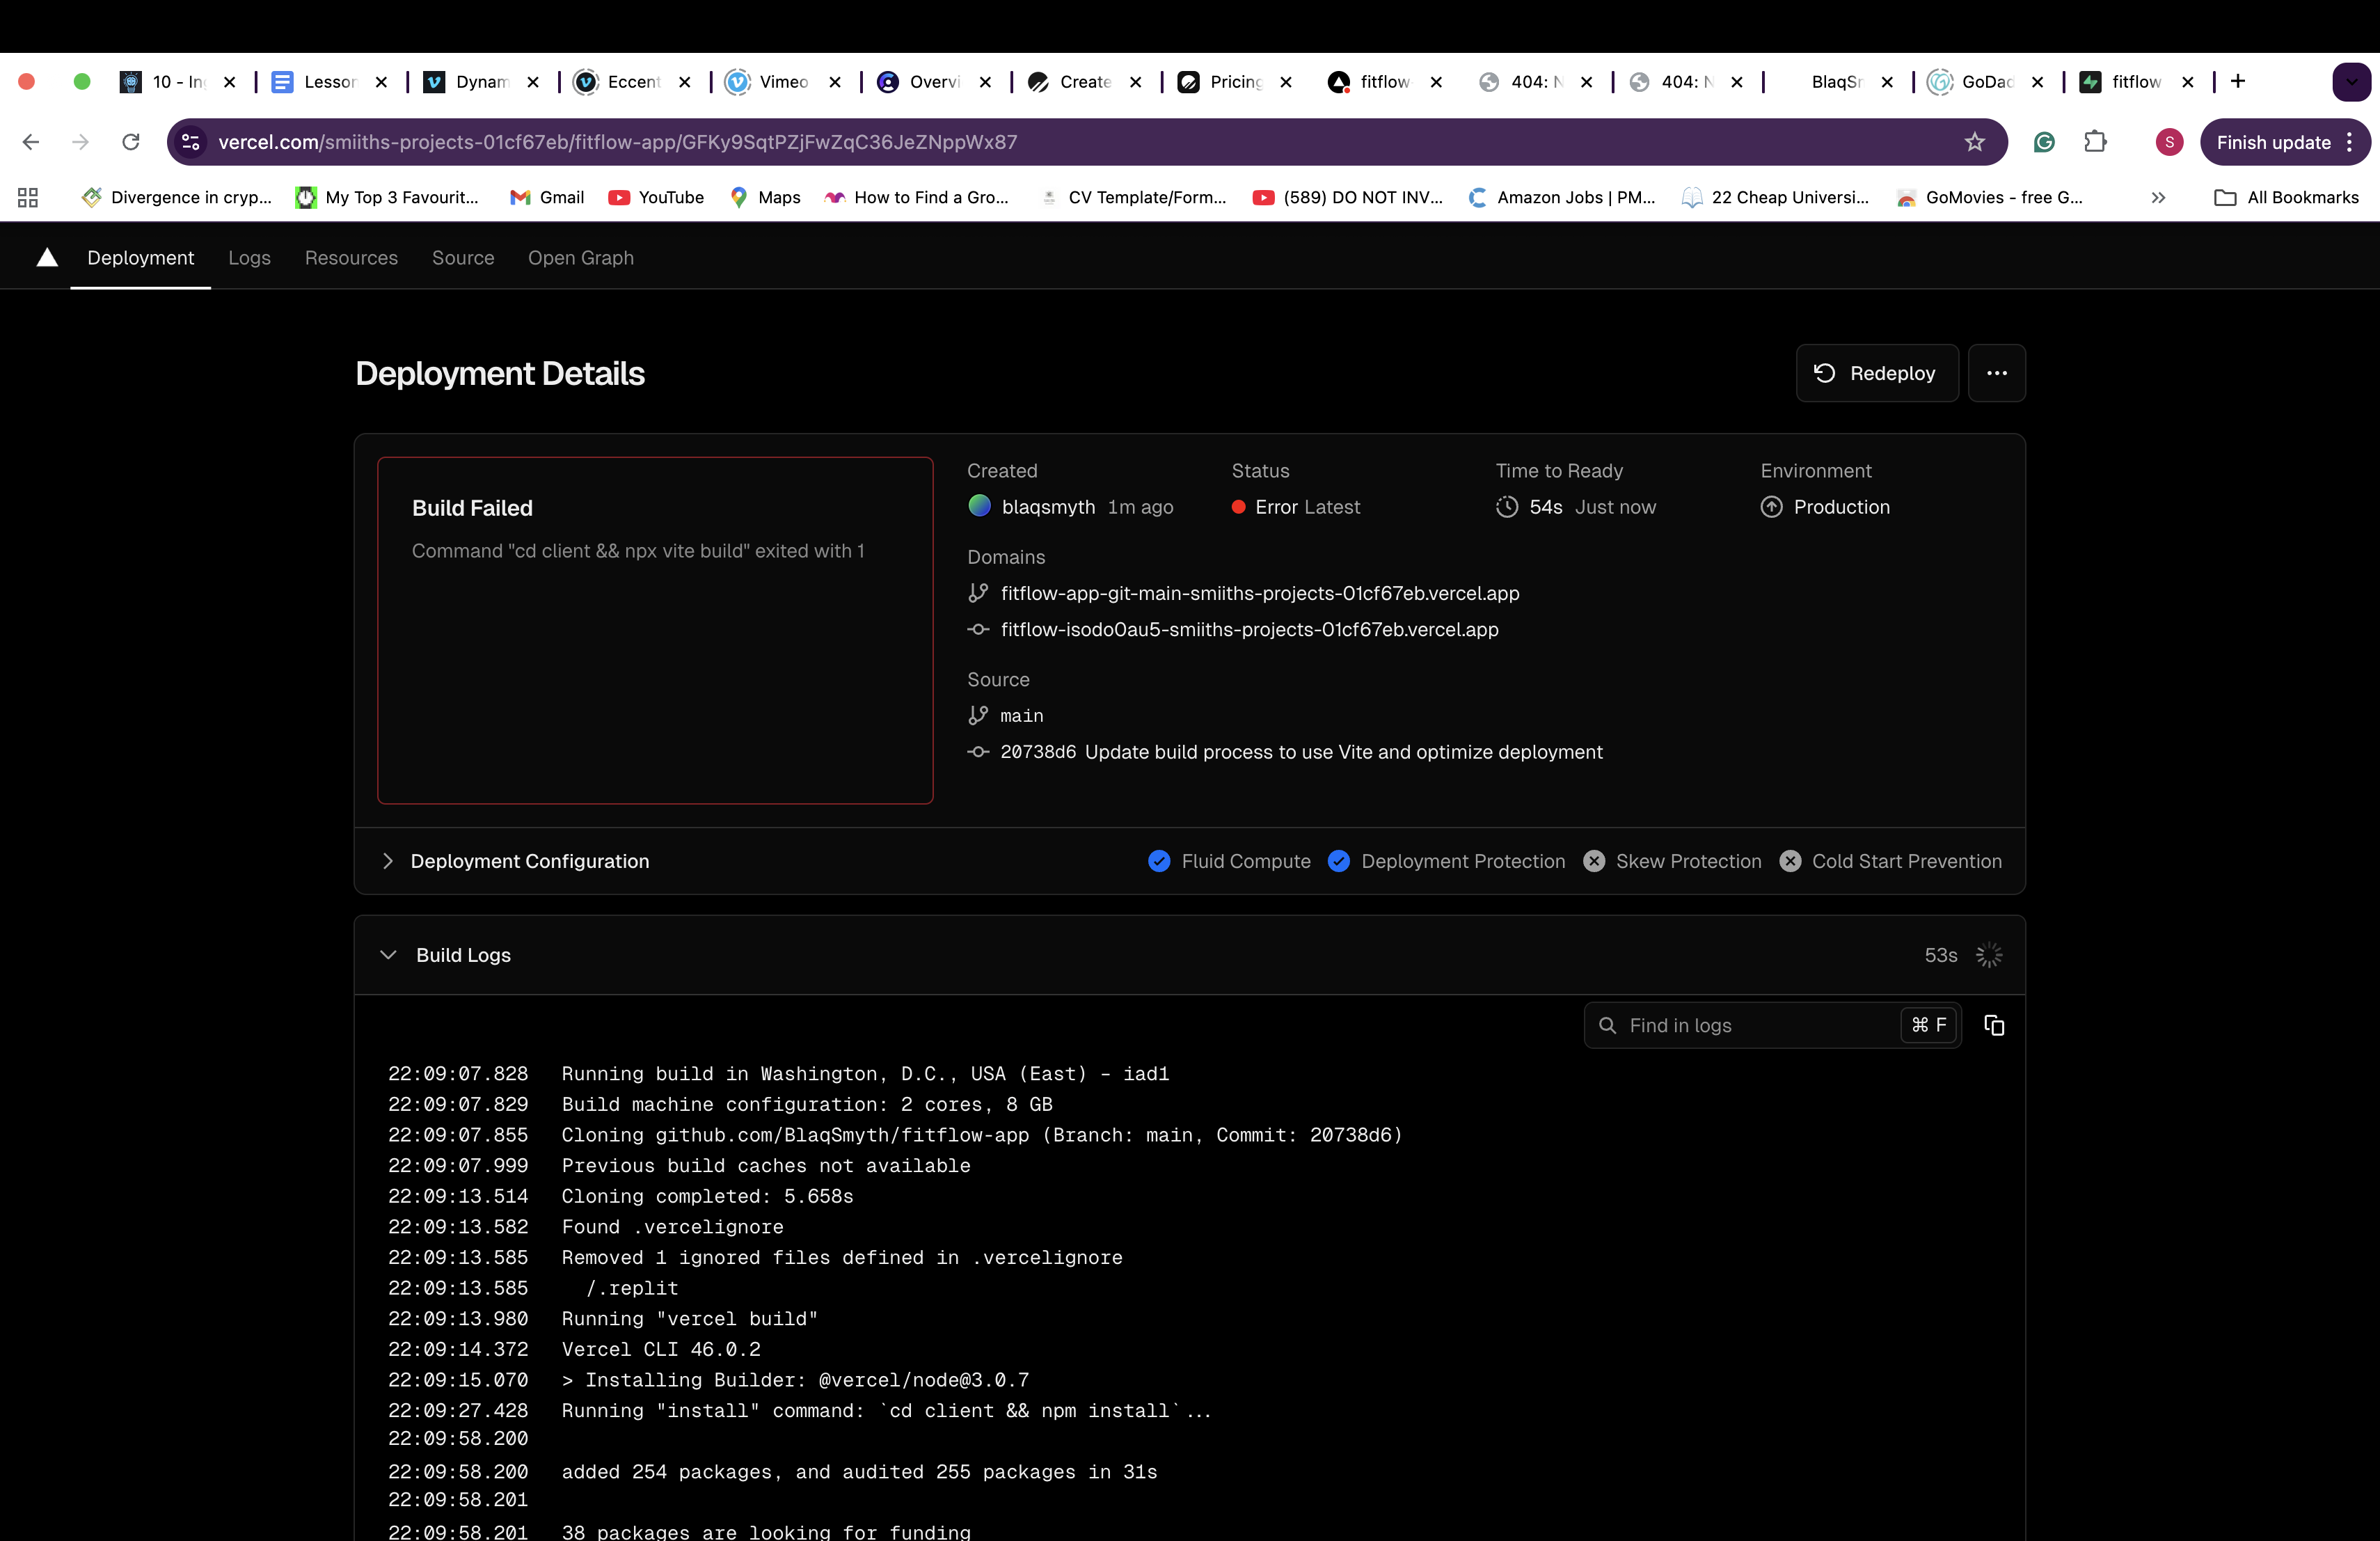 10 - In
Lesson
Dynam
Eccent
Vimeo
Overvi
Create
Pricing
fitflow
404: N
404: N
BlaqSm
GoDad
fitflow
vercel.com/smiiths-projects-01cf67eb/fitflow-app/GFKy9SqtPZjFwZqC36JeZNppWx87
S
Finish update
Divergence in cryp...
My Top 3 Favourit...
Gmail
YouTube
Maps
How to Find a Gro...
CV Template/Form...
(589) DO NOT INV...
Amazon Jobs | PM...
22 Cheap Universi...
GoMovies - free G...
All Bookmarks
Deployment
Logs
Resources
Source
Open Graph
Deployment Details
Redeploy
Build Failed
Command "cd client && npx vite build" exited with 1
Created
blaqsmyth 1m ago
Status
Error Latest
Time to Ready
54s Just now
Environment
Production
Domains
fitflow-app-git-main-smiiths-projects-01cf67eb.vercel.app
fitflow-isodo0au5-smiiths-projects-01cf67eb.vercel.app
Source
main
20738d6 Update build process to use Vite and optimize deployment
Deployment Configuration
Fluid Compute
Deployment Protection
Skew Protection
Cold Start Prevention
Build Logs
53s
Find in logs
⌘ F
22:09:07.828 Running build in Washington, D.C., USA (East) – iad1
22:09:07.829 Build machine configuration: 2 cores, 8 GB
22:09:07.855 Cloning github.com/BlaqSmyth/fitflow-app (Branch: main, Commit: 20738d6)
22:09:07.999 Previous build caches not available
22:09:13.514 Cloning completed: 5.658s
22:09:13.582 Found .vercelignore
22:09:13.585 Removed 1 ignored files defined in .vercelignore
22:09:13.585 /.replit
22:09:13.980 Running "vercel build"
22:09:14.372 Vercel CLI 46.0.2
22:09:15.070 > Installing Builder: @vercel/node@3.0.7
22:09:27.428 Running "install" command: `cd client && npm install`...
22:09:58.200
22:09:58.200 added 254 packages, and audited 255 packages in 31s
22:09:58.201
22:09:58.201 38 packages are looking for funding